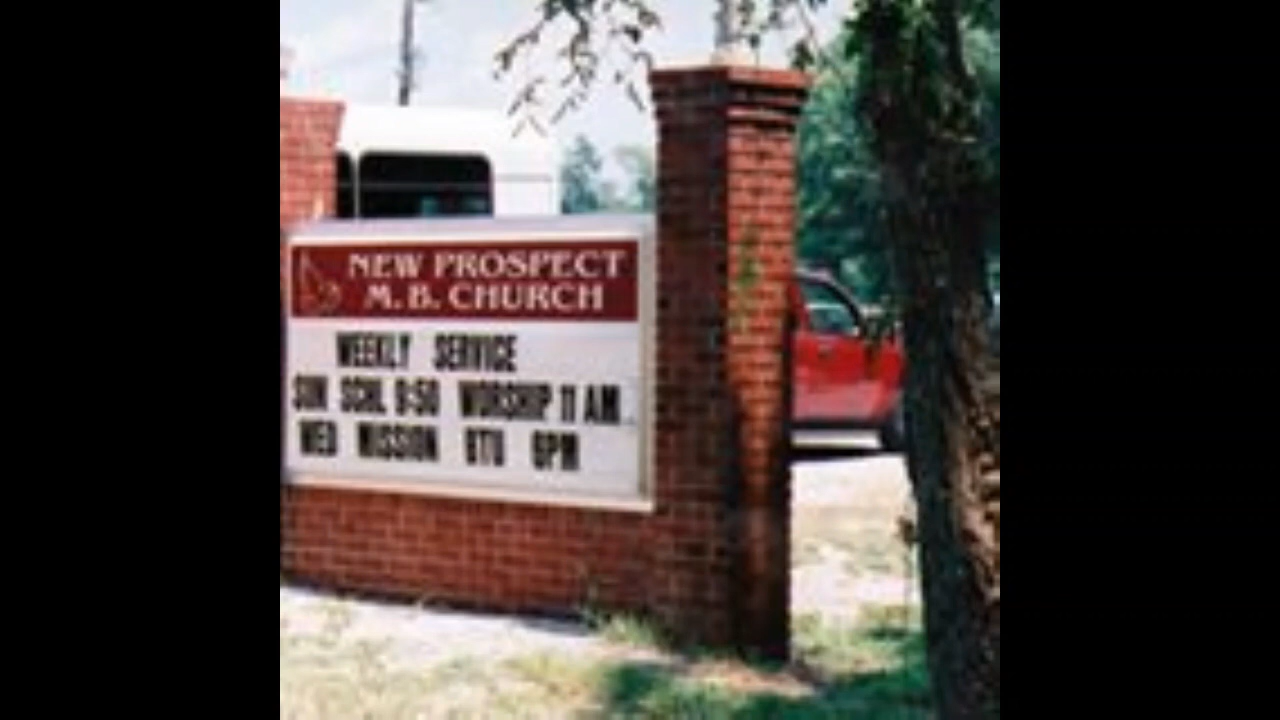 NEW PROSPECT
M. B. CHURCH
WEEKLY SERVICE
SUN SCHL 9:50 WORSHIP 11 AM
WED MISSION BTU 6PM